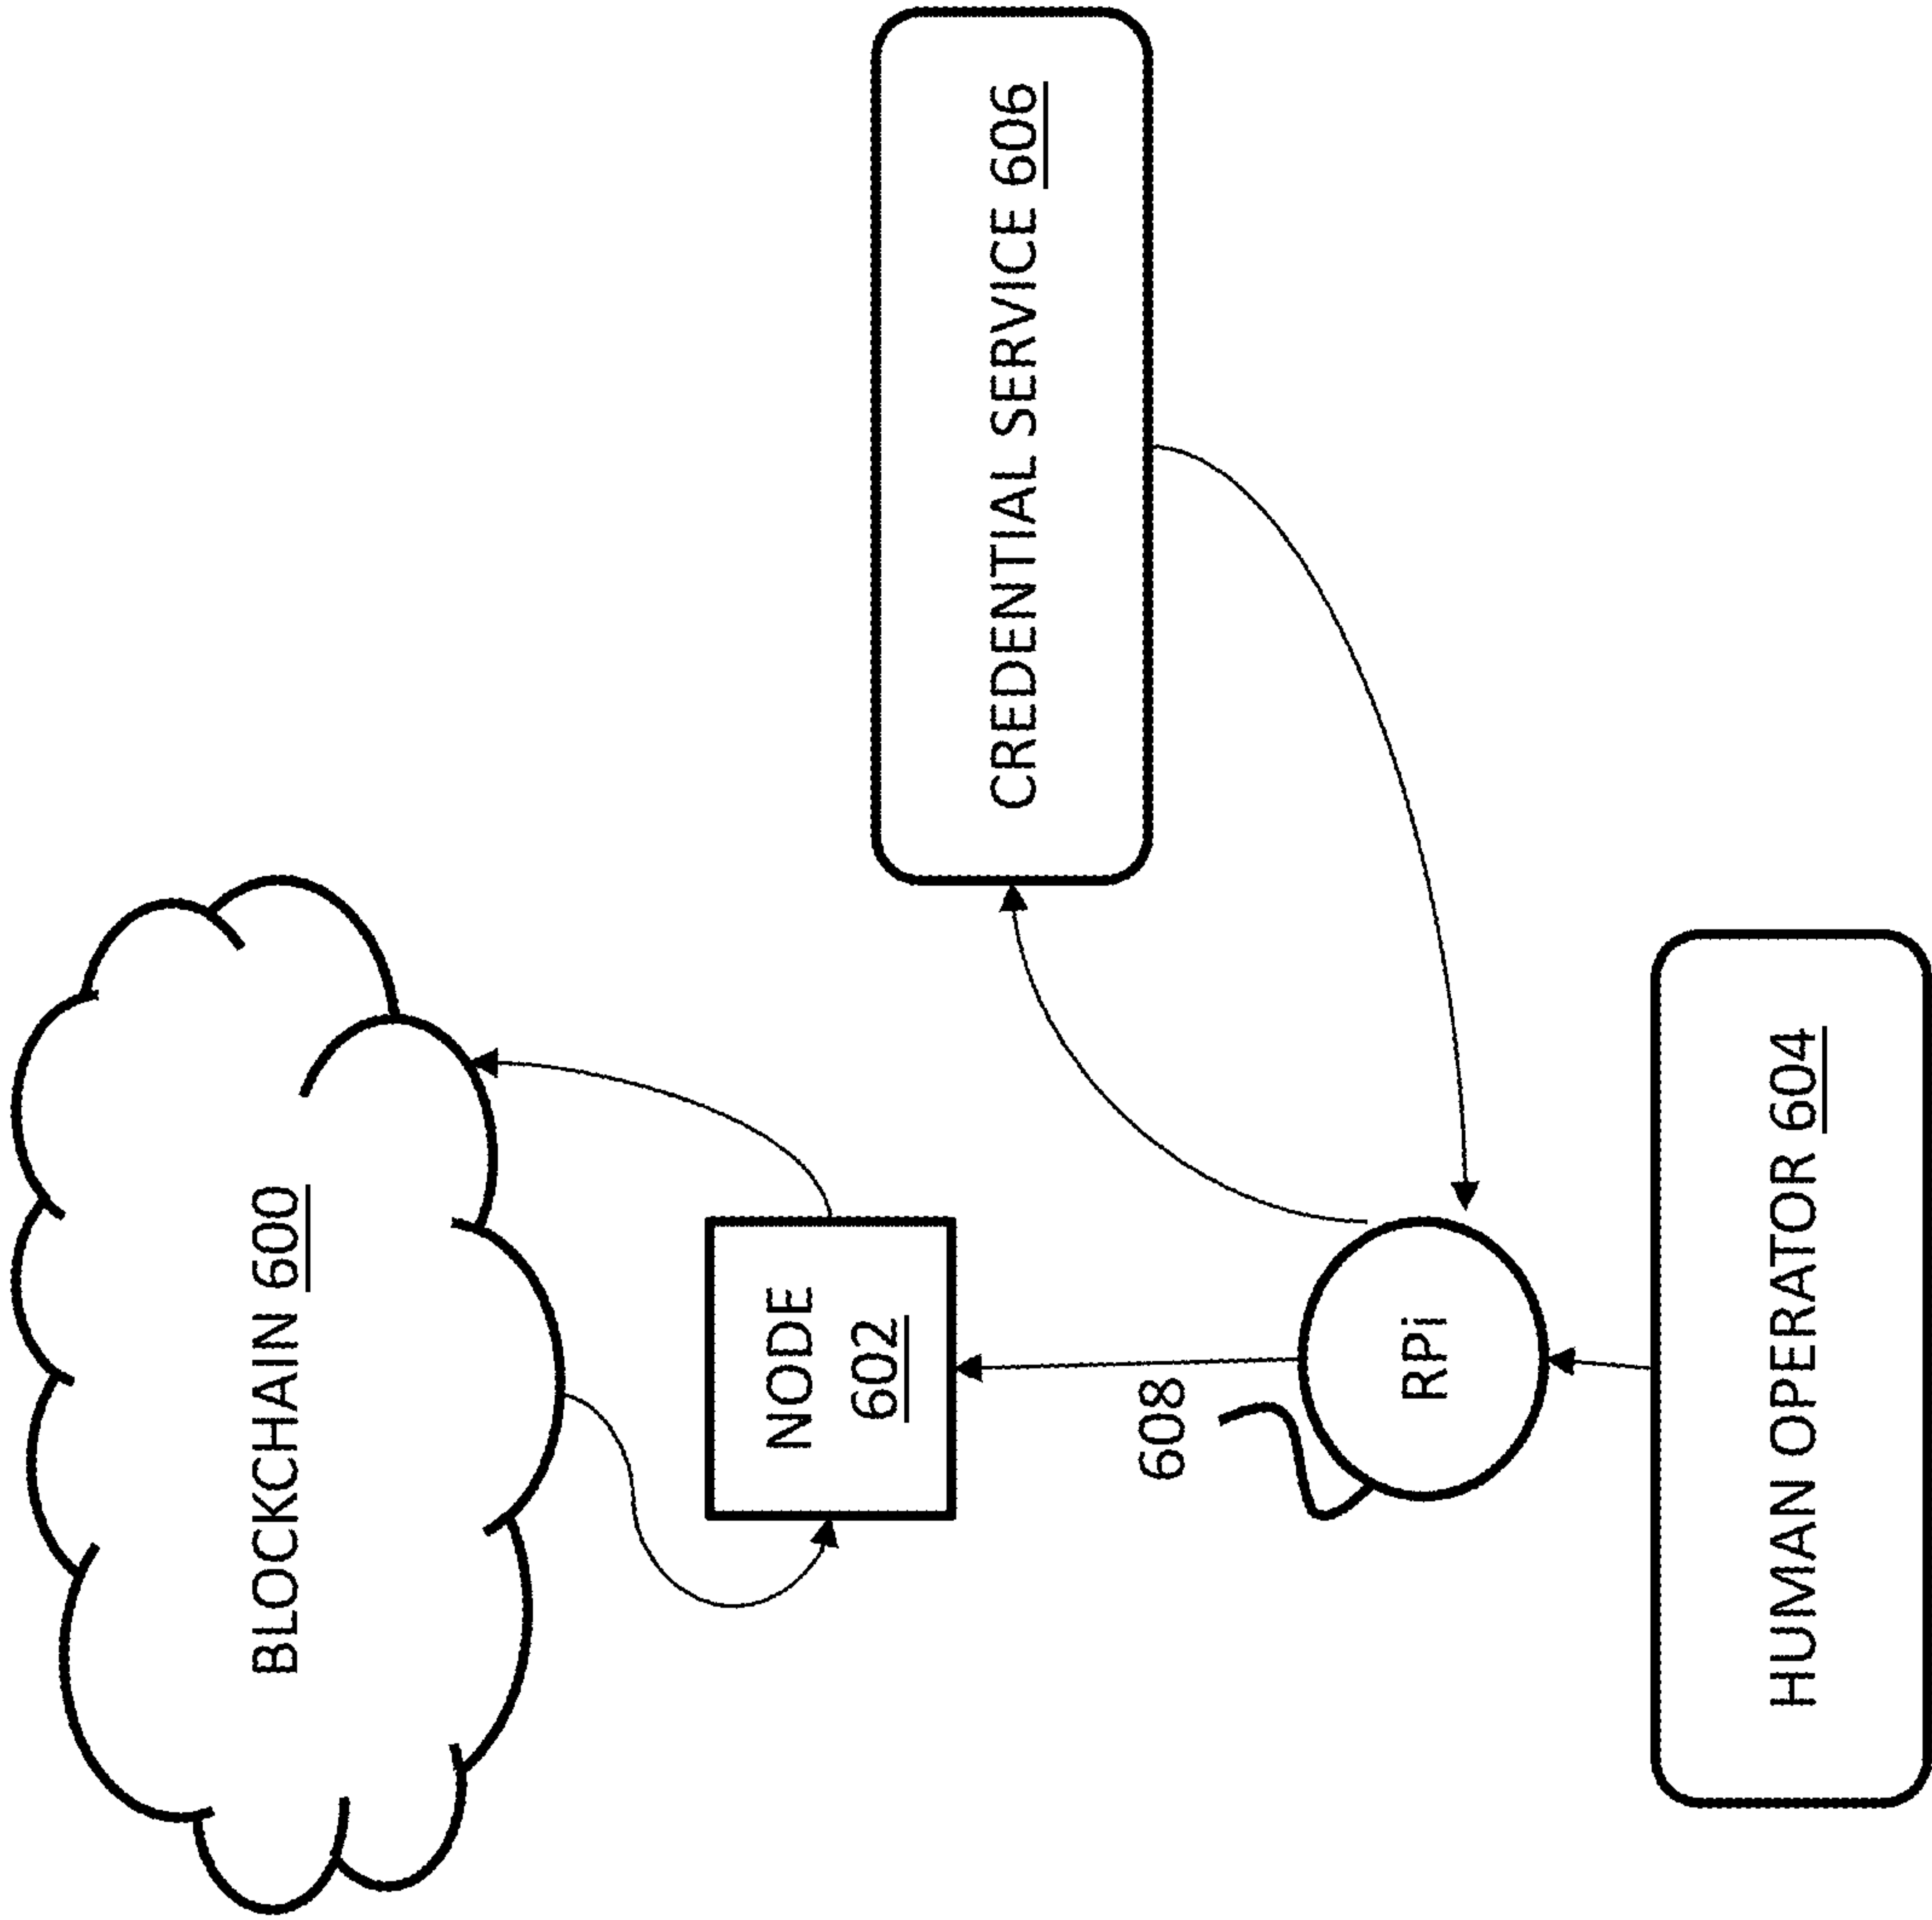 BLOCKCHAIN 600
NODE
602
CREDENTIAL SERVICE 606
608
RPi
HUMAN OPERATOR 604